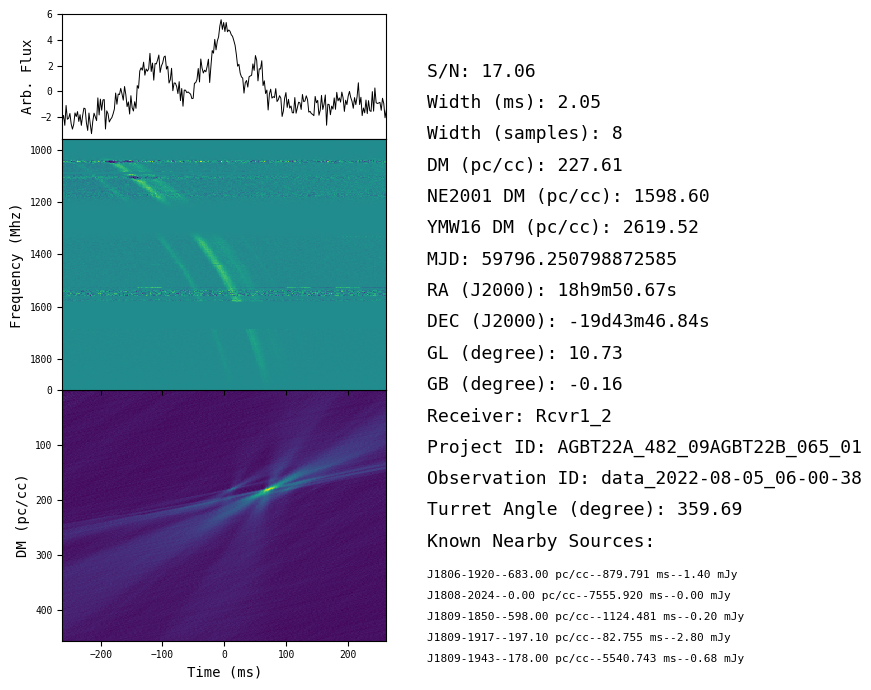 6
4
2
0
−2
Arb. Flux
1000
1200
1400
1600
1800
Frequency (Mhz)
0
100
200
300
400
DM (pc/cc)
−200 −100 0 100 200
Time (ms)
S/N: 17.06
Width (ms): 2.05
Width (samples): 8
DM (pc/cc): 227.61
NE2001 DM (pc/cc): 1598.60
YMW16 DM (pc/cc): 2619.52
MJD: 59796.250798872585
RA (J2000): 18h9m50.67s
DEC (J2000): -19d43m46.84s
GL (degree): 10.73
GB (degree): -0.16
Receiver: Rcvr1_2
Project ID: AGBT22A_482_09AGBT22B_065_01
Observation ID: data_2022-08-05_06-00-38
Turret Angle (degree): 359.69
Known Nearby Sources:
J1806-1920--683.00 pc/cc--879.791 ms--1.40 mJy
J1808-2024--0.00 pc/cc--7555.920 ms--0.00 mJy
J1809-1850--598.00 pc/cc--1124.481 ms--0.20 mJy
J1809-1917--197.10 pc/cc--82.755 ms--2.80 mJy
J1809-1943--178.00 pc/cc--5540.743 ms--0.68 mJy